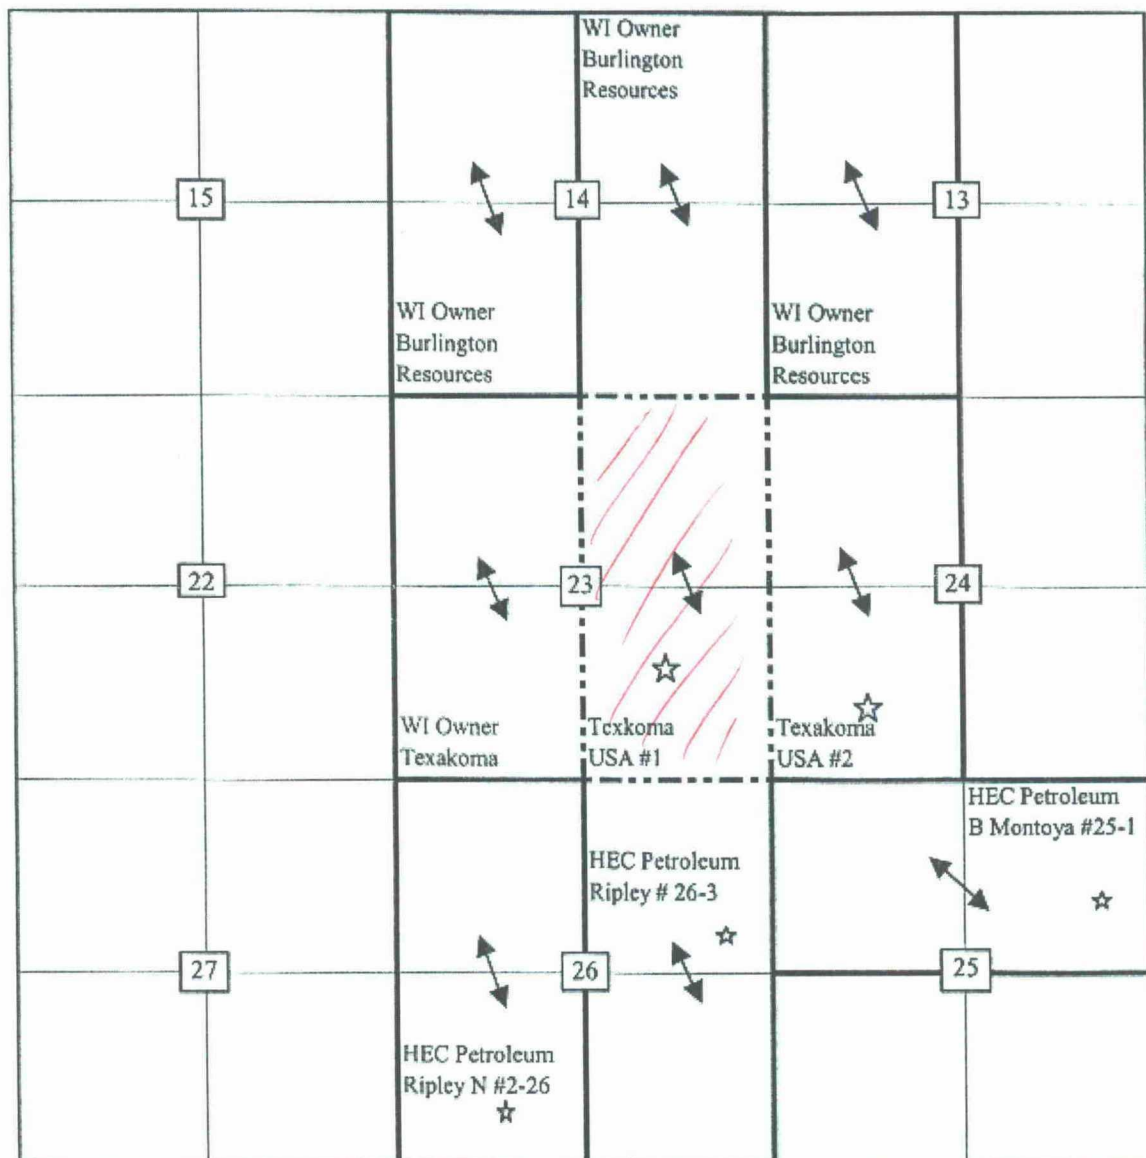 WI Owner
Burlington
Resources
15
14
13
WI Owner
Burlington
Resources
WI Owner
Burlington
Resources
22
23
24
WI Owner
Texakoma
Texkoma
USA #1
Texakoma
USA #2
HEC Petroleum
B Montoya #25-1
HEC Petroleum
Ripley # 26-3
27
26
25
HEC Petroleum
Ripley N #2-26